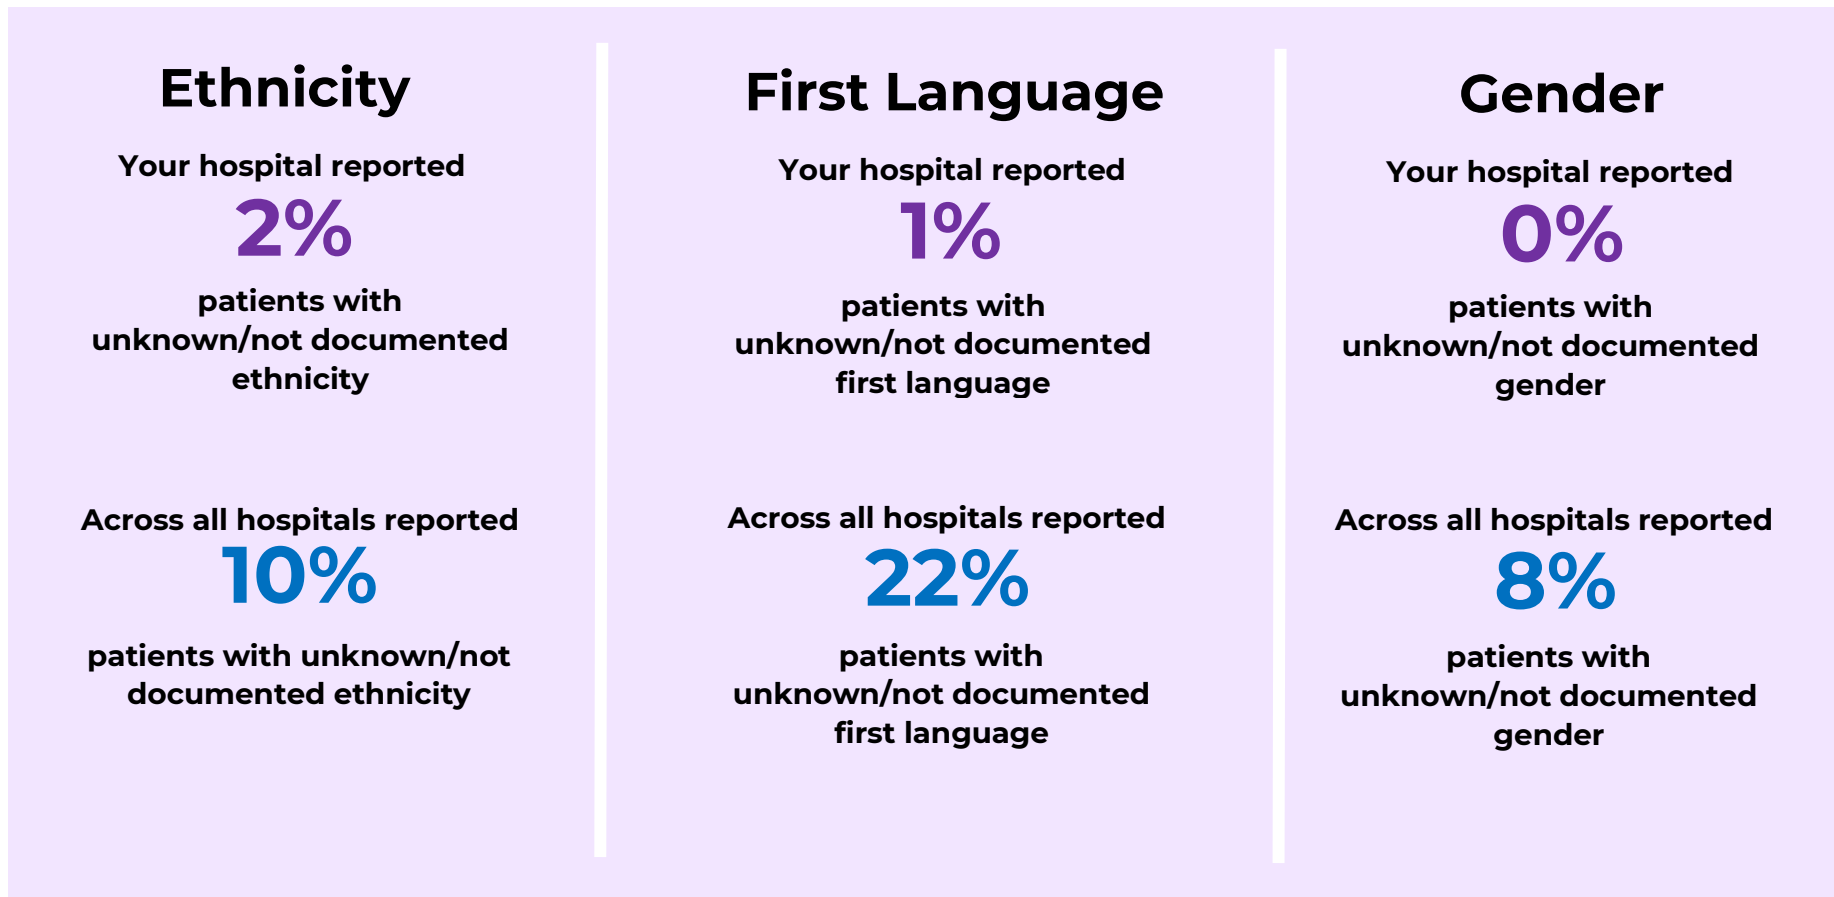 Ethnicity
Your hospital reported
2%
patients with
unknown/not documented
ethnicity
Across all hospitals reported
10%
patients with unknown/not
documented ethnicity
First Language
Your hospital reported
1%
patients with
unknown/not documented
first language
Across all hospitals reported
22%
patients with
unknown/not documented
first language
Gender
Your hospital reported
0%
patients with
unknown/not documented
gender
Across all hospitals reported
8%
patients with
unknown/not documented
gender